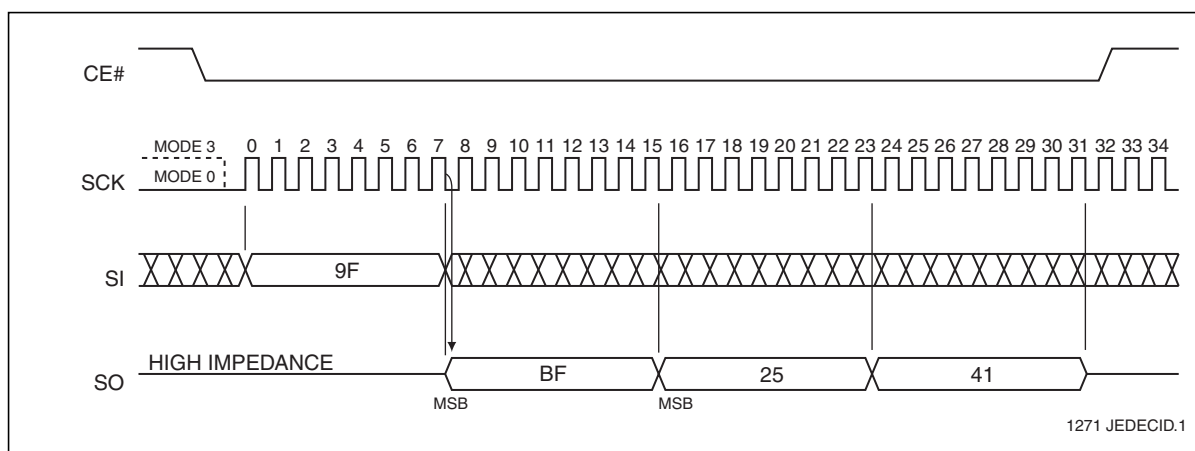 CE#
MODE 3
0 1 2 3 4 5 6 7 8 9 10 11 12 13 14 15 16 17 18 19 20 21 22 23 24 25 26 27 28 29 30 31 32 33 34
SCK
MODE 0
SI
9F
HIGH IMPEDANCE
SO
BF
25
41
MSB
MSB
1271 JEDECID.1